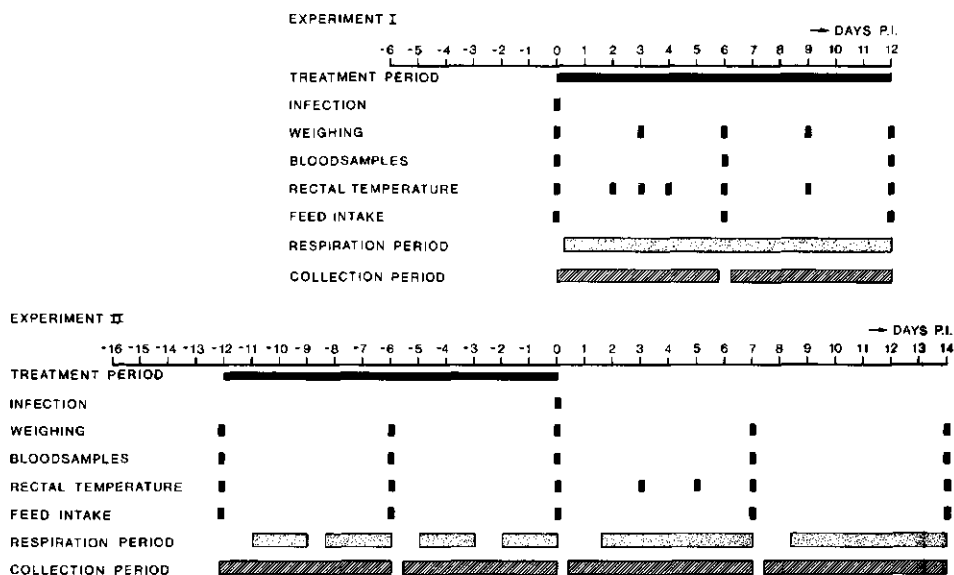 EXPERIMENT I
→ DAYS P.I.
-6 -5 -4 -3 -2 -1 0 1 2 3 4 5 6 7 8 9 10 11 12
TREATMENT PERIOD
INFECTION
WEIGHING
BLOODSAMPLES
RECTAL TEMPERATURE
FEED INTAKE
RESPIRATION PERIOD
COLLECTION PERIOD
EXPERIMENT II
→ DAYS P.I.
-16 -15 -14 -13 -12 -11 -10 -9 -8 -7 -6 -5 -4 -3 -2 -1 0 1 2 3 4 5 6 7 8 9 10 11 12 13 14
TREATMENT PERIOD
INFECTION
WEIGHING
BLOODSAMPLES
RECTAL TEMPERATURE
FEED INTAKE
RESPIRATION PERIOD
COLLECTION PERIOD